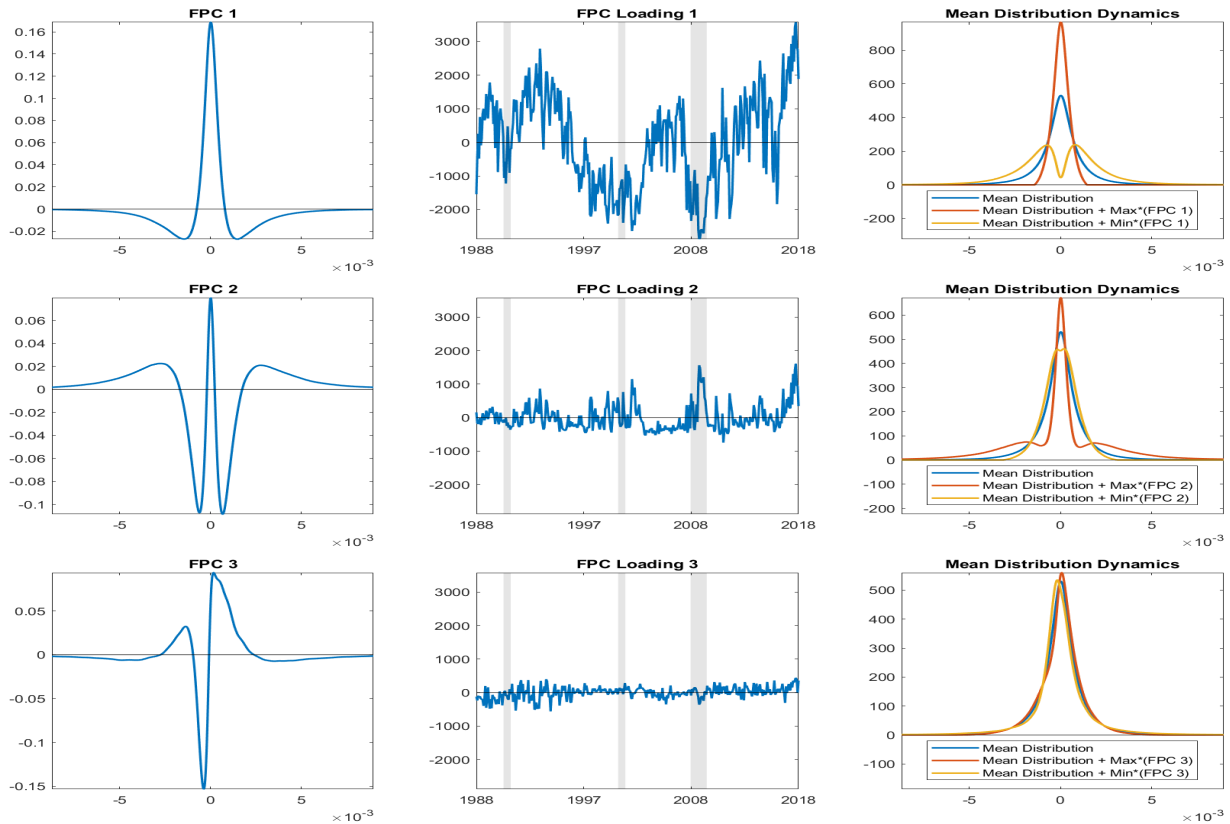 FPC 1
0.16
0.14
0.12
0.1
0.08
0.06
0.04
0.02
0
-0.02
-5 0 5
×10-3
FPC Loading 1
3000
2000
1000
0
-1000
-2000
1988 1997 2008 2018
Mean Distribution Dynamics
800
600
400
200
0
-200
Mean Distribution
Mean Distribution + Max*(FPC 1)
Mean Distribution + Min*(FPC 1)
-5 0 5
×10-3
FPC 2
0.06
0.04
0.02
0
-0.02
-0.04
-0.06
-0.08
-0.1
-5 0 5
×10-3
FPC Loading 2
3000
2000
1000
0
-1000
-2000
1988 1997 2008 2018
Mean Distribution Dynamics
600
500
400
300
200
100
0
-100
-200
Mean Distribution
Mean Distribution + Max*(FPC 2)
Mean Distribution + Min*(FPC 2)
-5 0 5
×10-3
FPC 3
0.05
0
-0.05
-0.1
-0.15
-5 0 5
×10-3
FPC Loading 3
3000
2000
1000
0
-1000
-2000
1988 1997 2008 2018
Mean Distribution Dynamics
500
400
300
200
100
0
-100
Mean Distribution
Mean Distribution + Max*(FPC 3)
Mean Distribution + Min*(FPC 3)
-5 0 5
×10-3